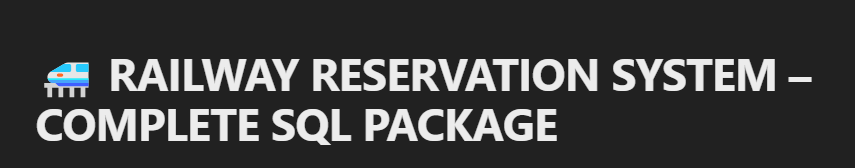 🚈 RAILWAY RESERVATION SYSTEM –
COMPLETE SQL PACKAGE